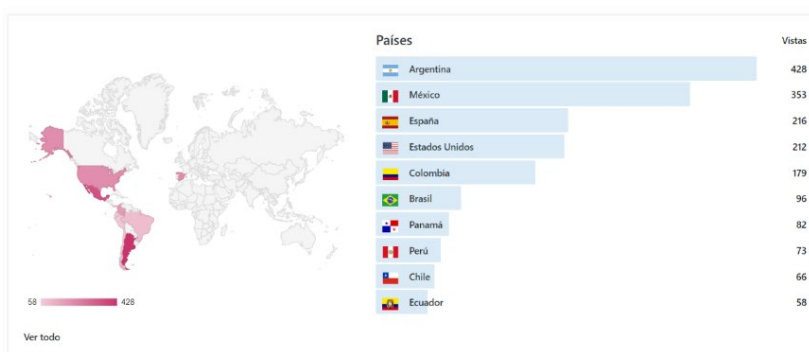 Países Vistas
Argentina 428
México 353
España 216
Estados Unidos 212
Colombia 179
Brasil 96
Panamá 82
Perú 73
Chile 66
Ecuador 58
58 428
Ver todo